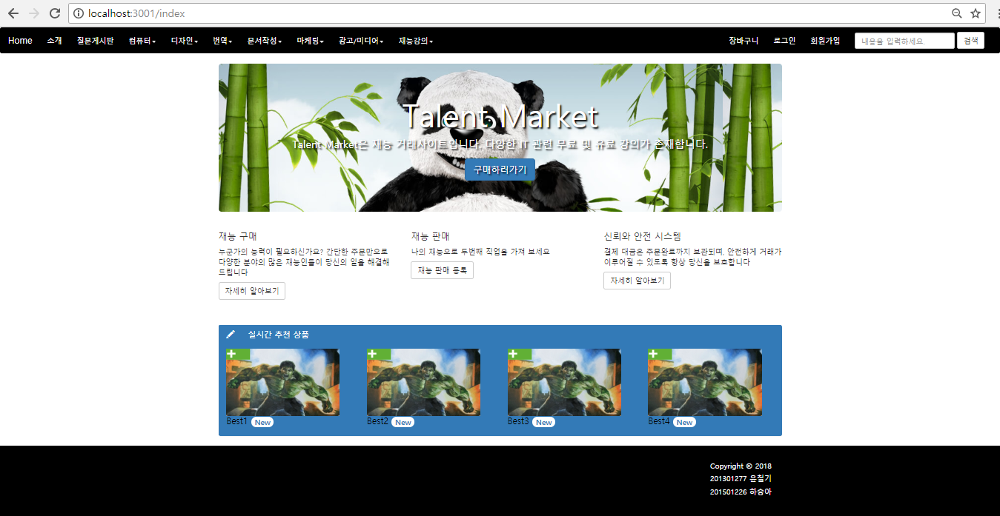 localhost:3001/index
Home 소개 질문게시판 컴퓨터 디자인 번역 문서작성 마케팅 광고/미디어 재능강의 장바구니 로그인 회원가입 내용을 입력하세요. 검색
Talent Market
Talent Market은 재능 거래사이트입니다. 다양한 IT 관련 무료 및 유료 강의가 존재합니다.
구매하러가기
재능 구매
누군가의 능력이 필요하신가요? 간단한 주문만으로
다양한 분야의 많은 재능인들이 당신의 일을 해결해
드립니다
자세히 알아보기
재능 판매
나의 재능으로 두번째 직업을 가져 보세요
재능 판매 등록
신뢰와 안전 시스템
결제 대금은 주문완료까지 보관되며, 안전하게 거래가
이루어질 수 있도록 항상 당신을 보호합니다
자세히 알아보기
실시간 추천 상품
Best1 New
Best2 New
Best3 New
Best4 New
Copyright © 2018
201301277 윤철기
201501226 하승아